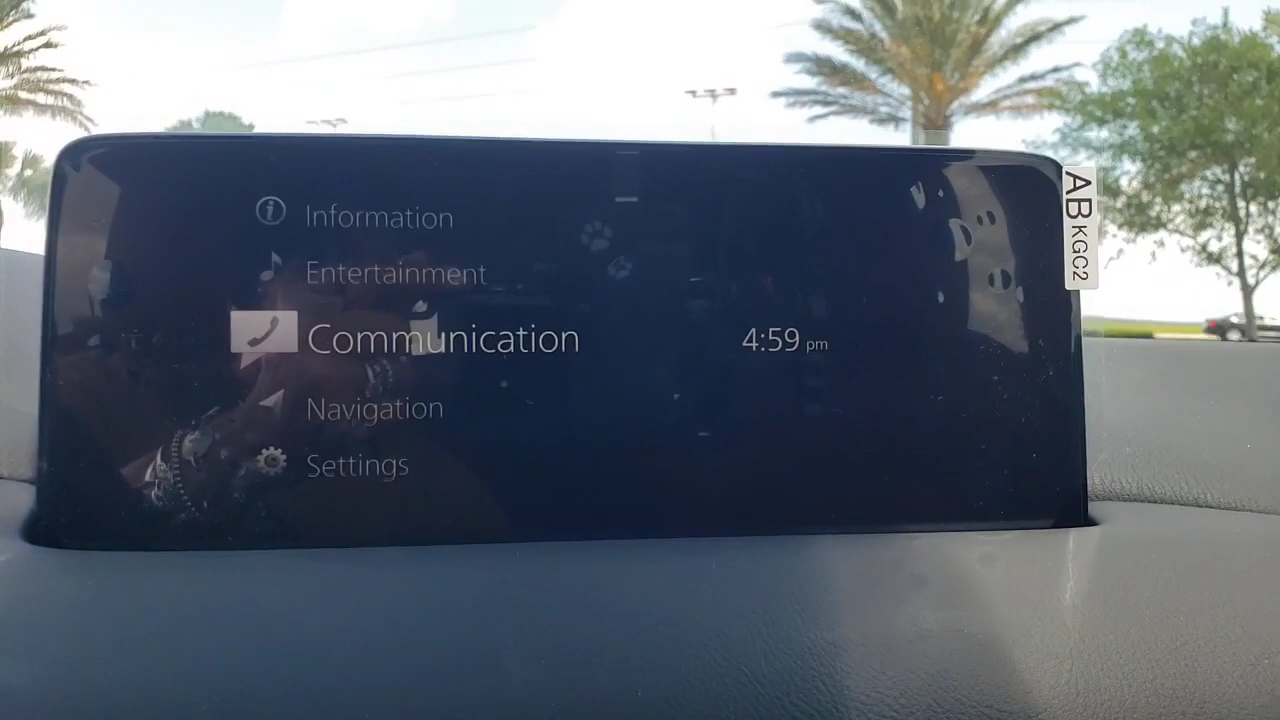 Information
Entertainment
Communication
4:59 pm
Navigation
Settings
AB KGC2